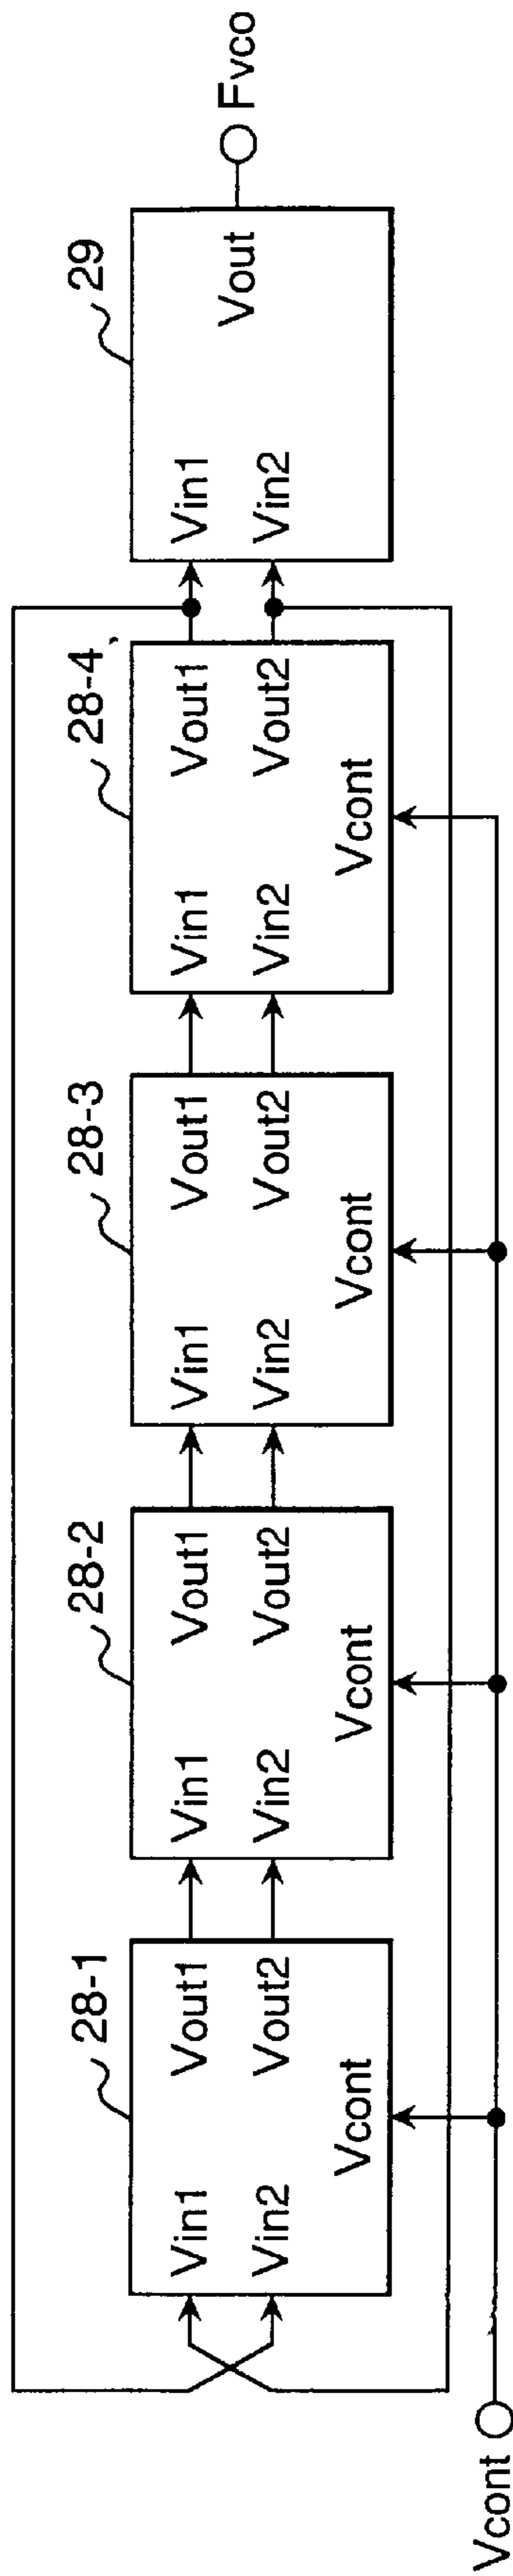 28-1
28-2
28-3
28-4
29
Vin1 Vout1 Vin1 Vout1 Vin1 Vout1 Vin1 Vout1 Vin1
Vout Fvco
Vin2 Vout2 Vin2 Vout2 Vin2 Vout2 Vin2 Vout2 Vin2
Vcont Vcont Vcont Vcont
Vcont